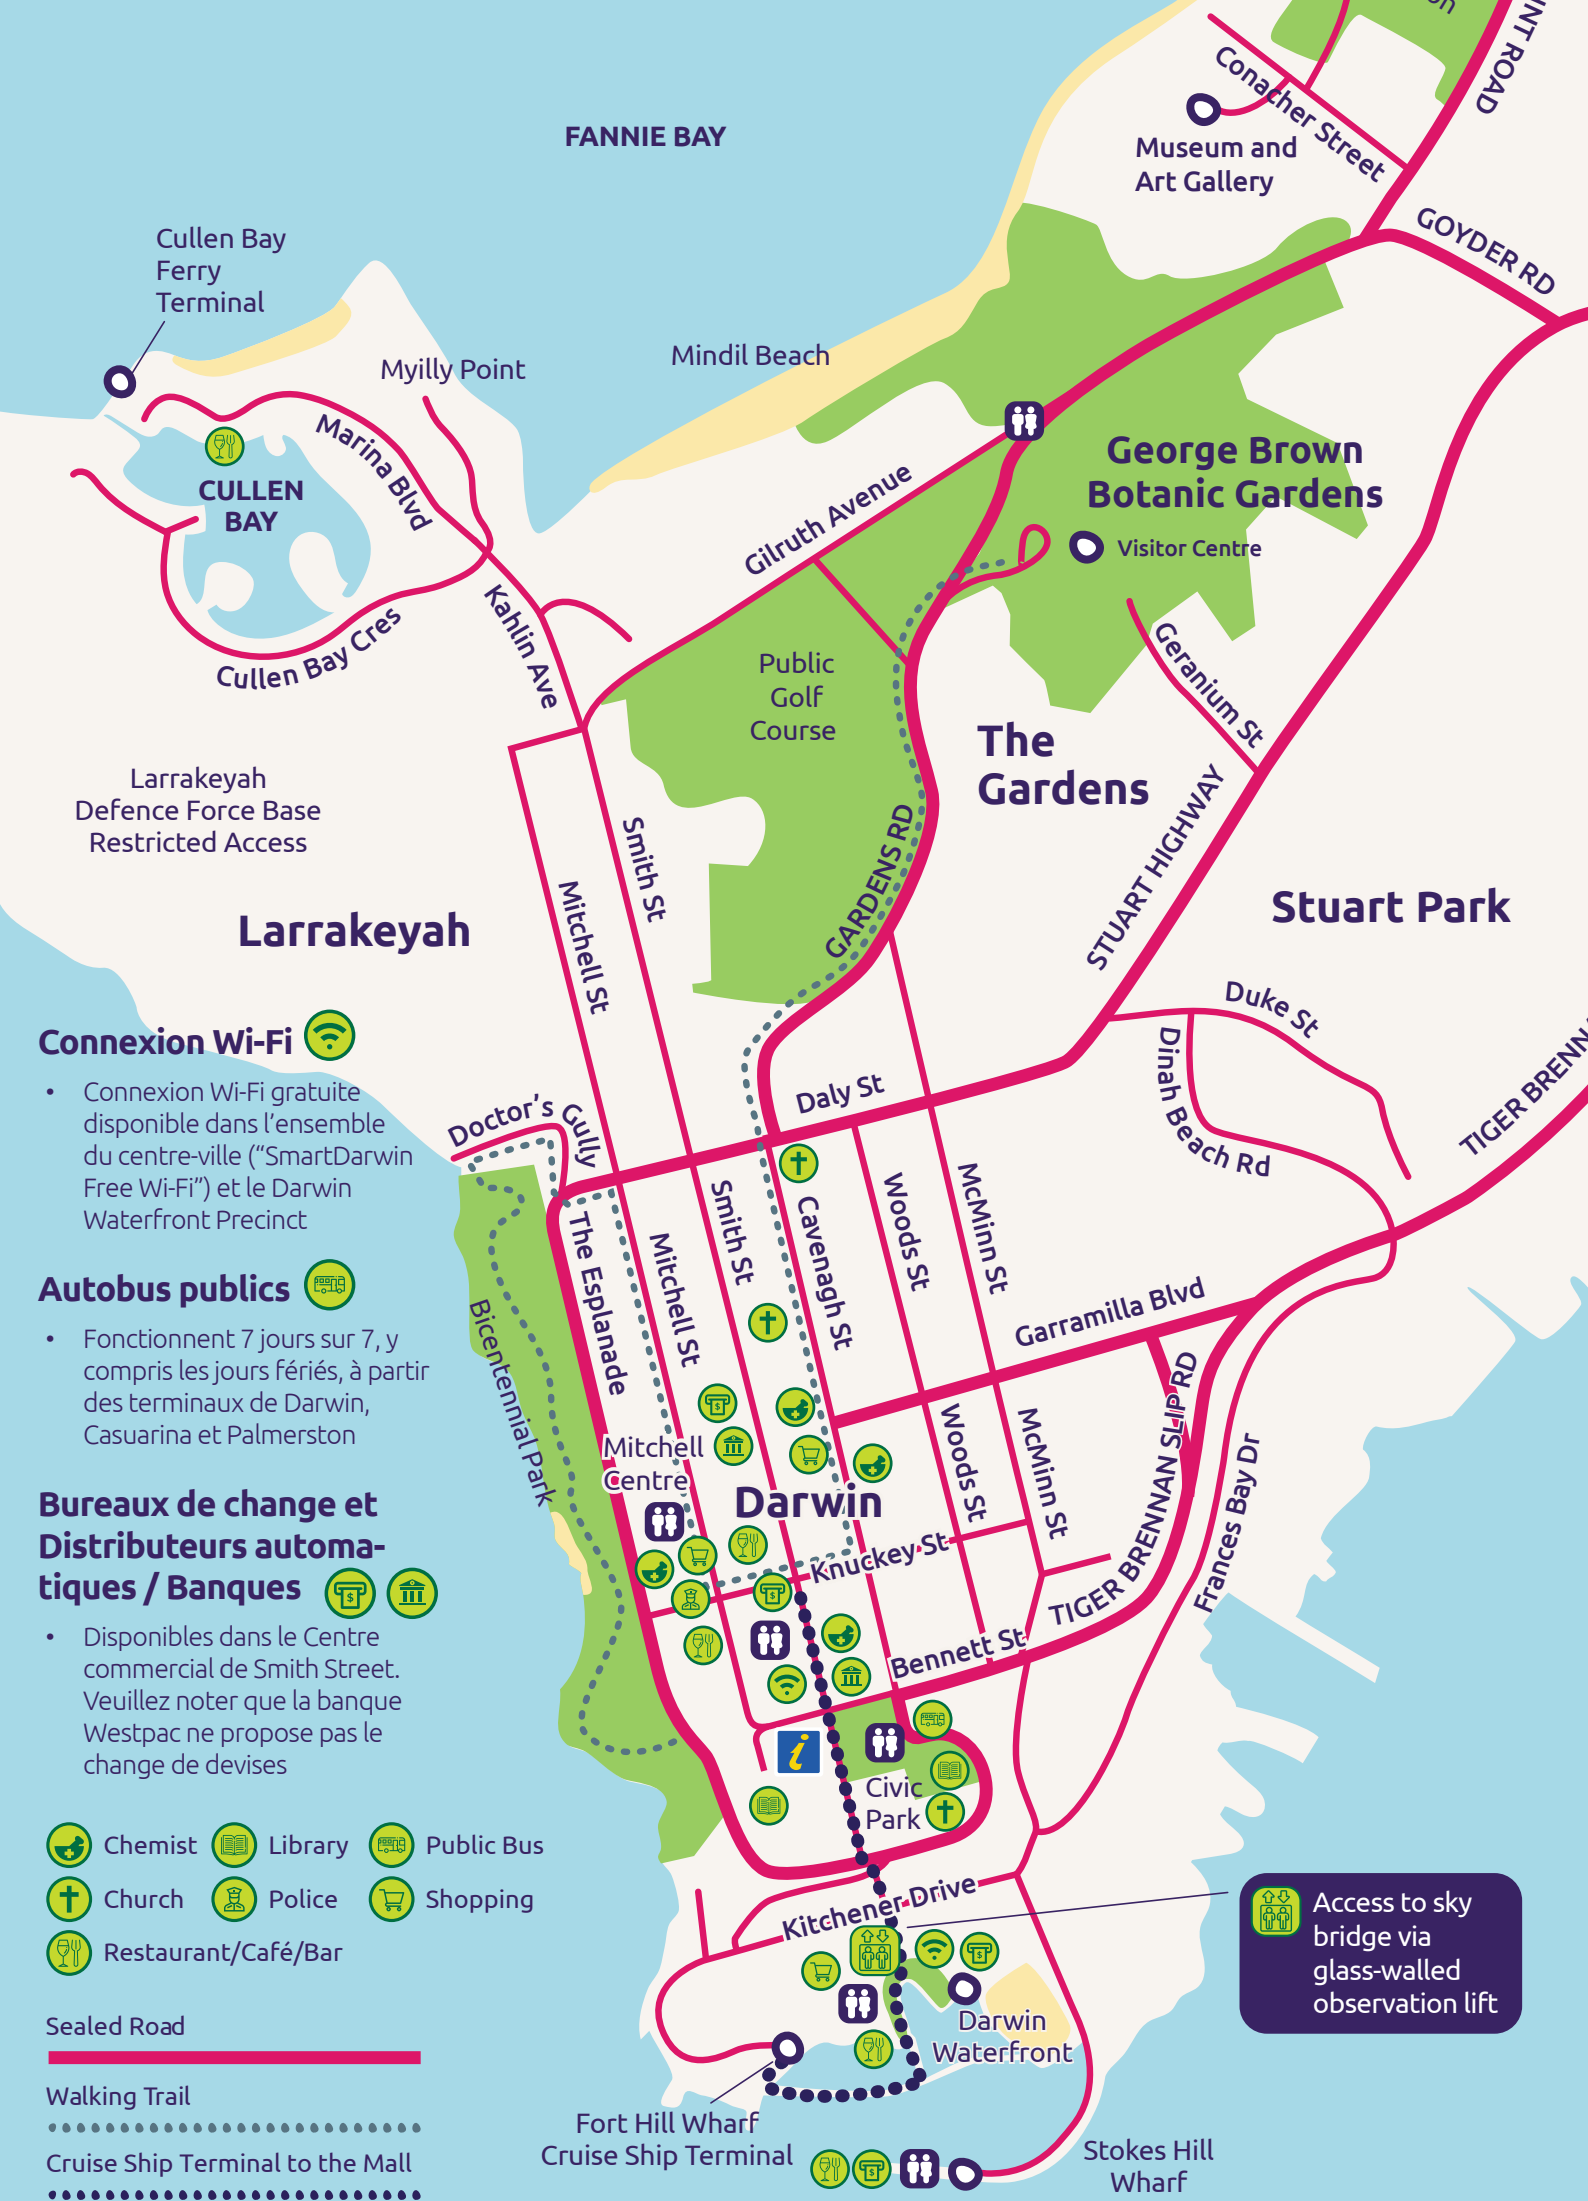 Conacher Street
INT ROAD
Museum and
Art Gallery
FANNIE BAY
GOYDER RD
Cullen Bay
Ferry
Terminal
Mindil Beach
Myilly Point
Marina Blvd
CULLEN
BAY
George Brown
Botanic Gardens
Gilruth Avenue
Visitor Centre
Kahlin Ave
Cullen Bay Cres
Public
Golf
Course
Geranium St
The
Gardens
Larrakeyah
Defence Force Base
Restricted Access
Smith St
Mitchell St
GARDENS RD
STUART HIGHWAY
Stuart Park
Larrakeyah
Duke St
Dinah Beach Rd
TIGER BRENN
Connexion Wi-Fi
• Connexion Wi-Fi gratuite
disponible dans l'ensemble
du centre-ville (“SmartDarwin
Free Wi-Fi”) et le Darwin
Waterfront Precinct
Doctor's Gully
Daly St
The Esplanade
Mitchell St
Smith St
Cavenagh St
Woods St
McMinn St
Garramilla Blvd
Bicentennial Park
Autobus publics
• Fonctionnent 7 jours sur 7, y
compris les jours fériés, à partir
des terminaux de Darwin,
Casuarina et Palmerston
Mitchell
Centre
Darwin
Woods St
McMinn St
TIGER BRENNAN SLIP RD
Frances Bay Dr
Knuckey St
Bennett St
Bureaux de change et
Distributeurs automa-
tiques / Banques
• Disponibles dans le Centre
commercial de Smith Street.
Veuillez noter que la banque
Westpac ne propose pas le
change de devises
i
Civic
Park
Chemist
Library
Public Bus
Church
Police
Shopping
Restaurant/Café/Bar
Kitchener Drive
Access to sky
bridge via
glass-walled
observation lift
Darwin
Waterfront
Sealed Road
Walking Trail
Cruise Ship Terminal to the Mall
Fort Hill Wharf
Cruise Ship Terminal
Stokes Hill
Wharf